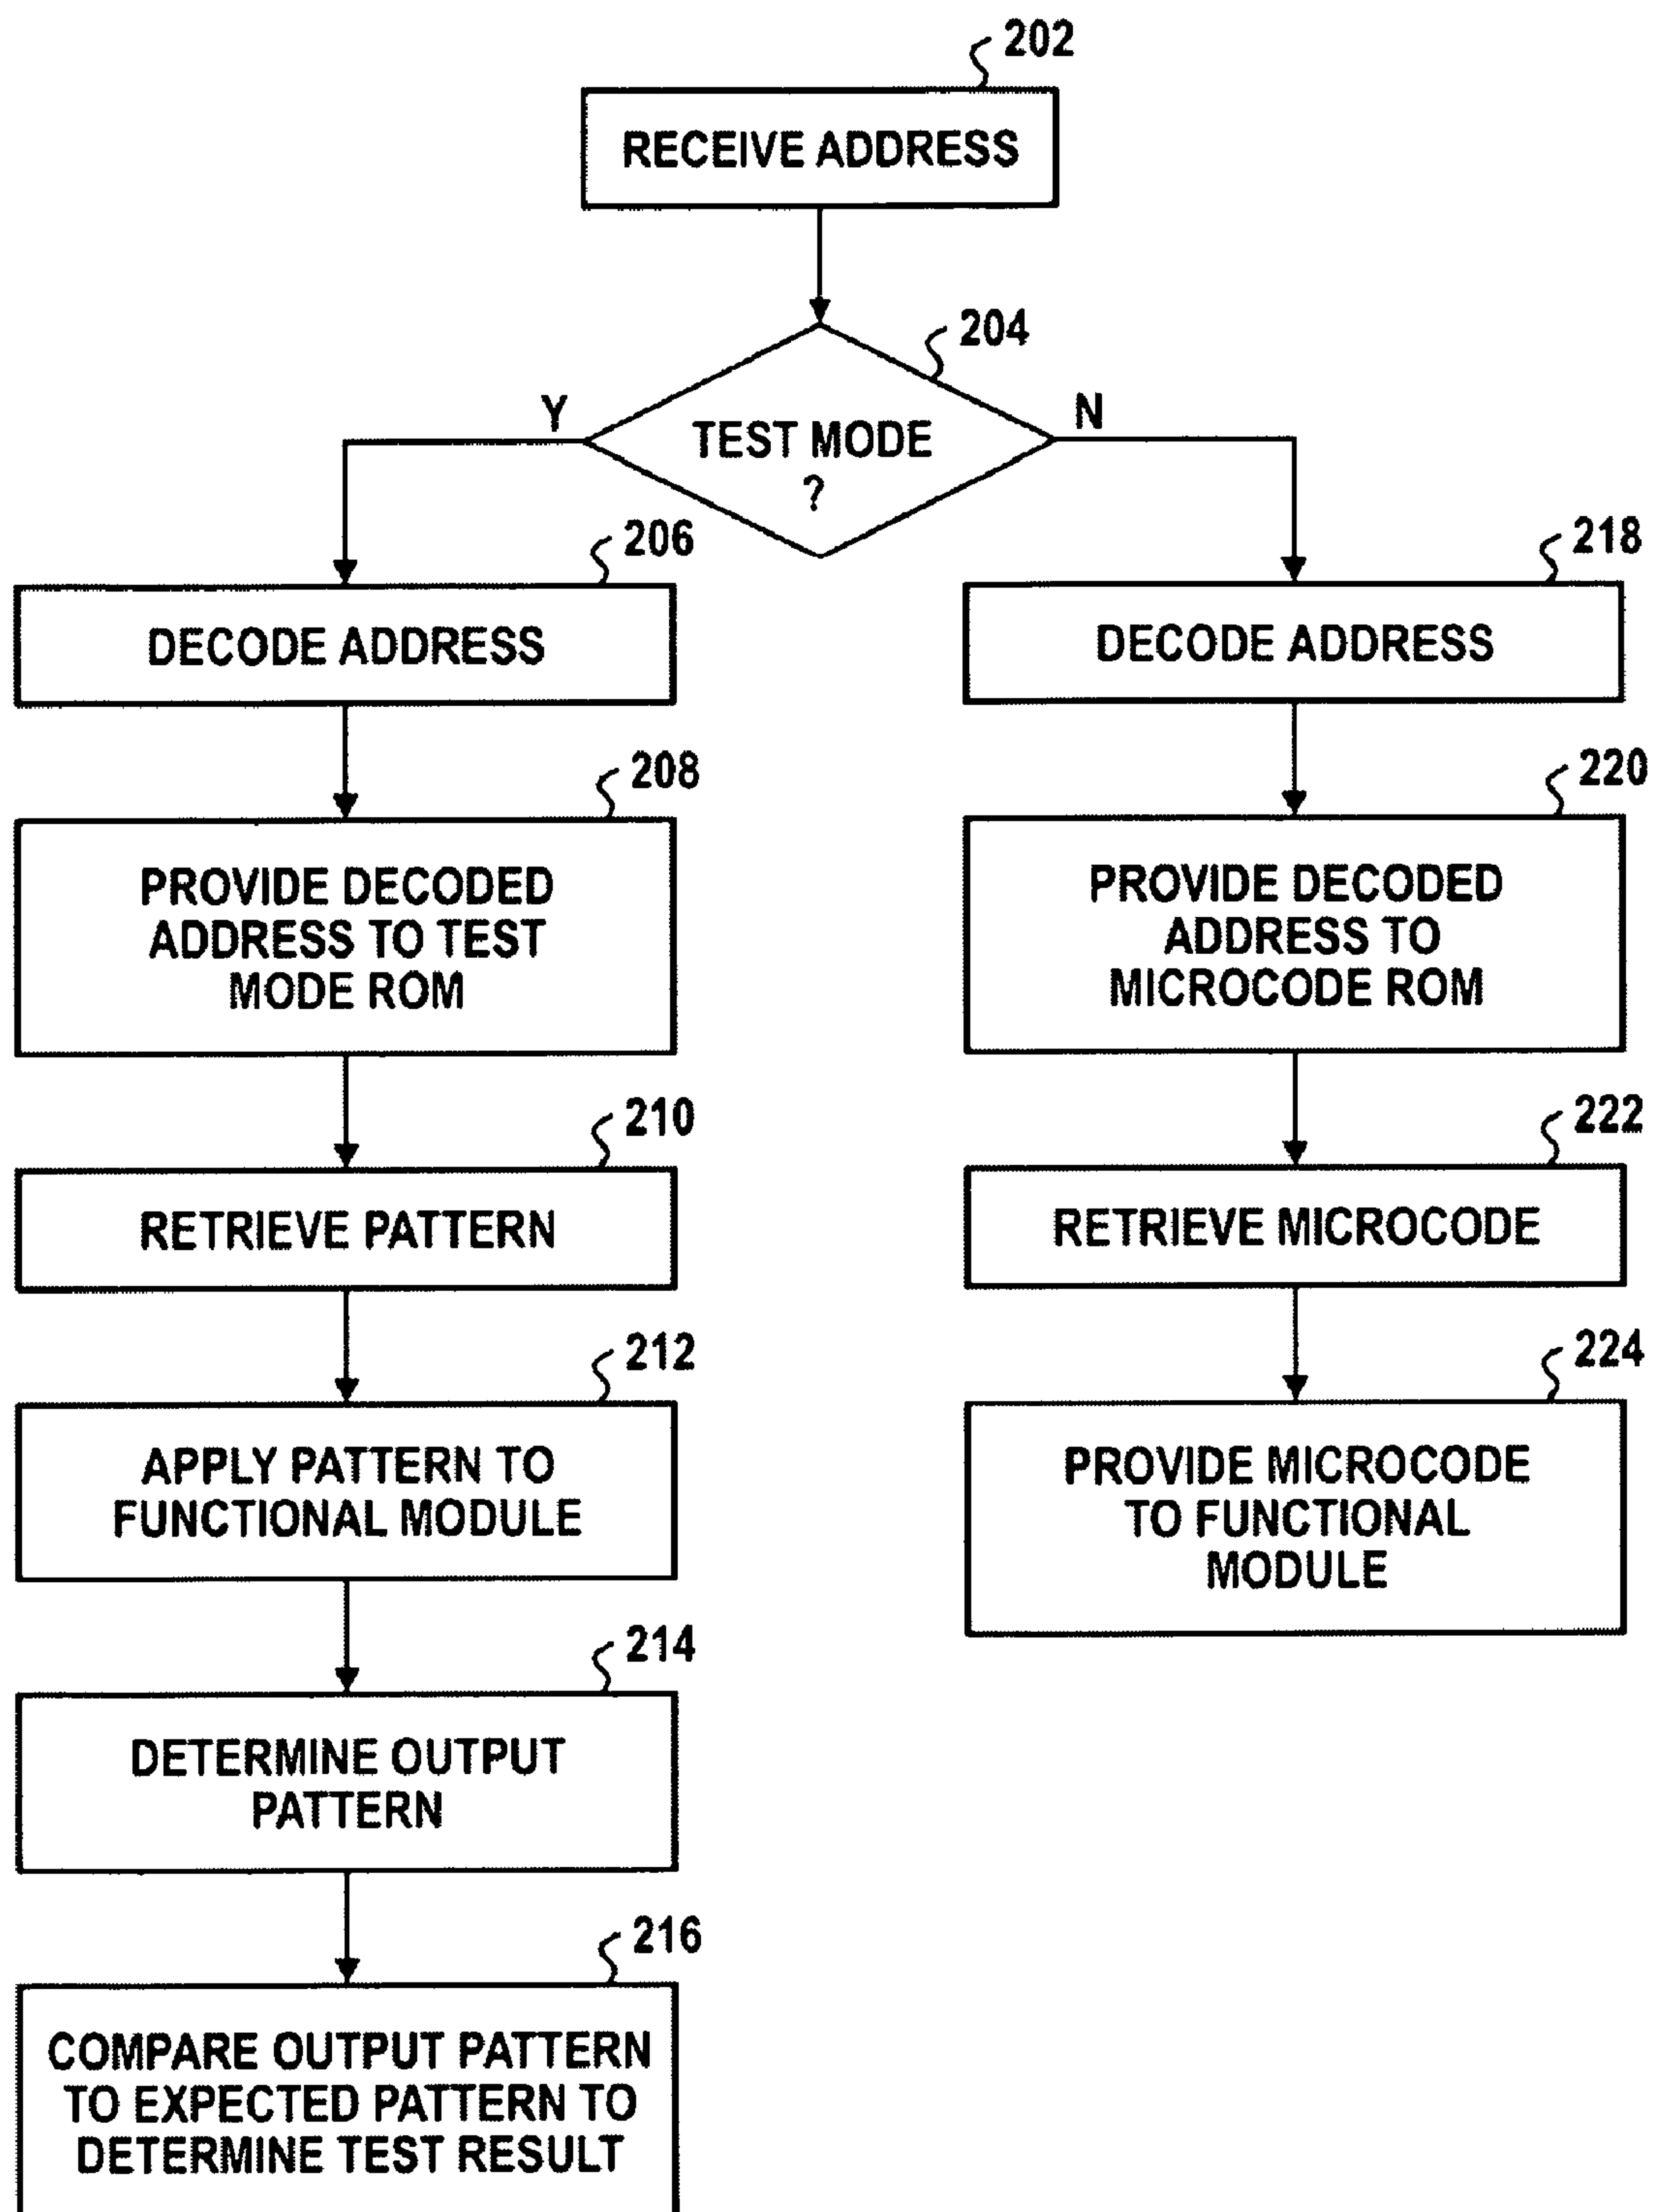 202
RECEIVE ADDRESS
204
TEST MODE
?
Y
N
206
DECODE ADDRESS
208
PROVIDE DECODED
ADDRESS TO TEST
MODE ROM
210
RETRIEVE PATTERN
212
APPLY PATTERN TO
FUNCTIONAL MODULE
214
DETERMINE OUTPUT
PATTERN
216
COMPARE OUTPUT PATTERN
TO EXPECTED PATTERN TO
DETERMINE TEST RESULT
218
DECODE ADDRESS
220
PROVIDE DECODED
ADDRESS TO
MICROCODE ROM
222
RETRIEVE MICROCODE
224
PROVIDE MICROCODE
TO FUNCTIONAL
MODULE